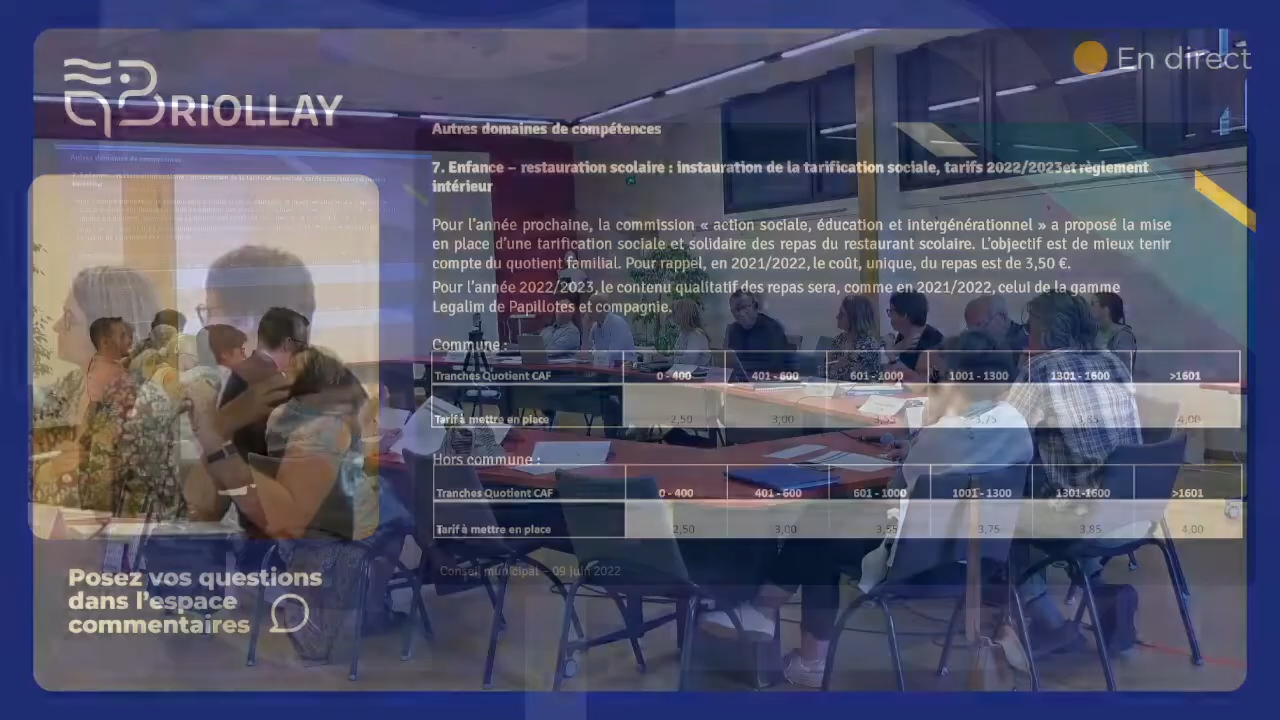 BRIOLLAY
En direct
Autres domaines de compétences
7. Enfance – restauration scolaire : instauration de la tarification sociale, tarifs 2022/2023et règlement
intérieur
Pour l'année prochaine, la commission « action sociale, éducation et intergénérationnel » a proposé la mise
en place d'une tarification sociale et solidaire des repas du restaurant scolaire. L'objectif est de mieux tenir
compte du quotient familial. Pour rappel, en 2021/2022, le coût, unique, du repas est de 3,50 €.
Pour l'année 2022/2023, le contenu qualitatif des repas sera, comme en 2021/2022, celui de la gamme
Legalim de Papillotes et compagnie.
Commune :
Tranches Quotient CAF 0 - 400 401 - 600 601 - 1000 1001 - 1300 1301 - 1600 >1601
Tarif à mettre en place 2,50 3,00 3,55 3,75 3,85 4,00
Hors commune :
Tranches Quotient CAF 0 - 400 401 - 600 601 - 1000 1001 - 1300 1301-1600 >1601
Tarif à mettre en place 2,50 3,00 3,55 3,75 3,85 4,00
Conseil municipal – 09 juin 2022
Posez vos questions
dans l'espace
commentaires